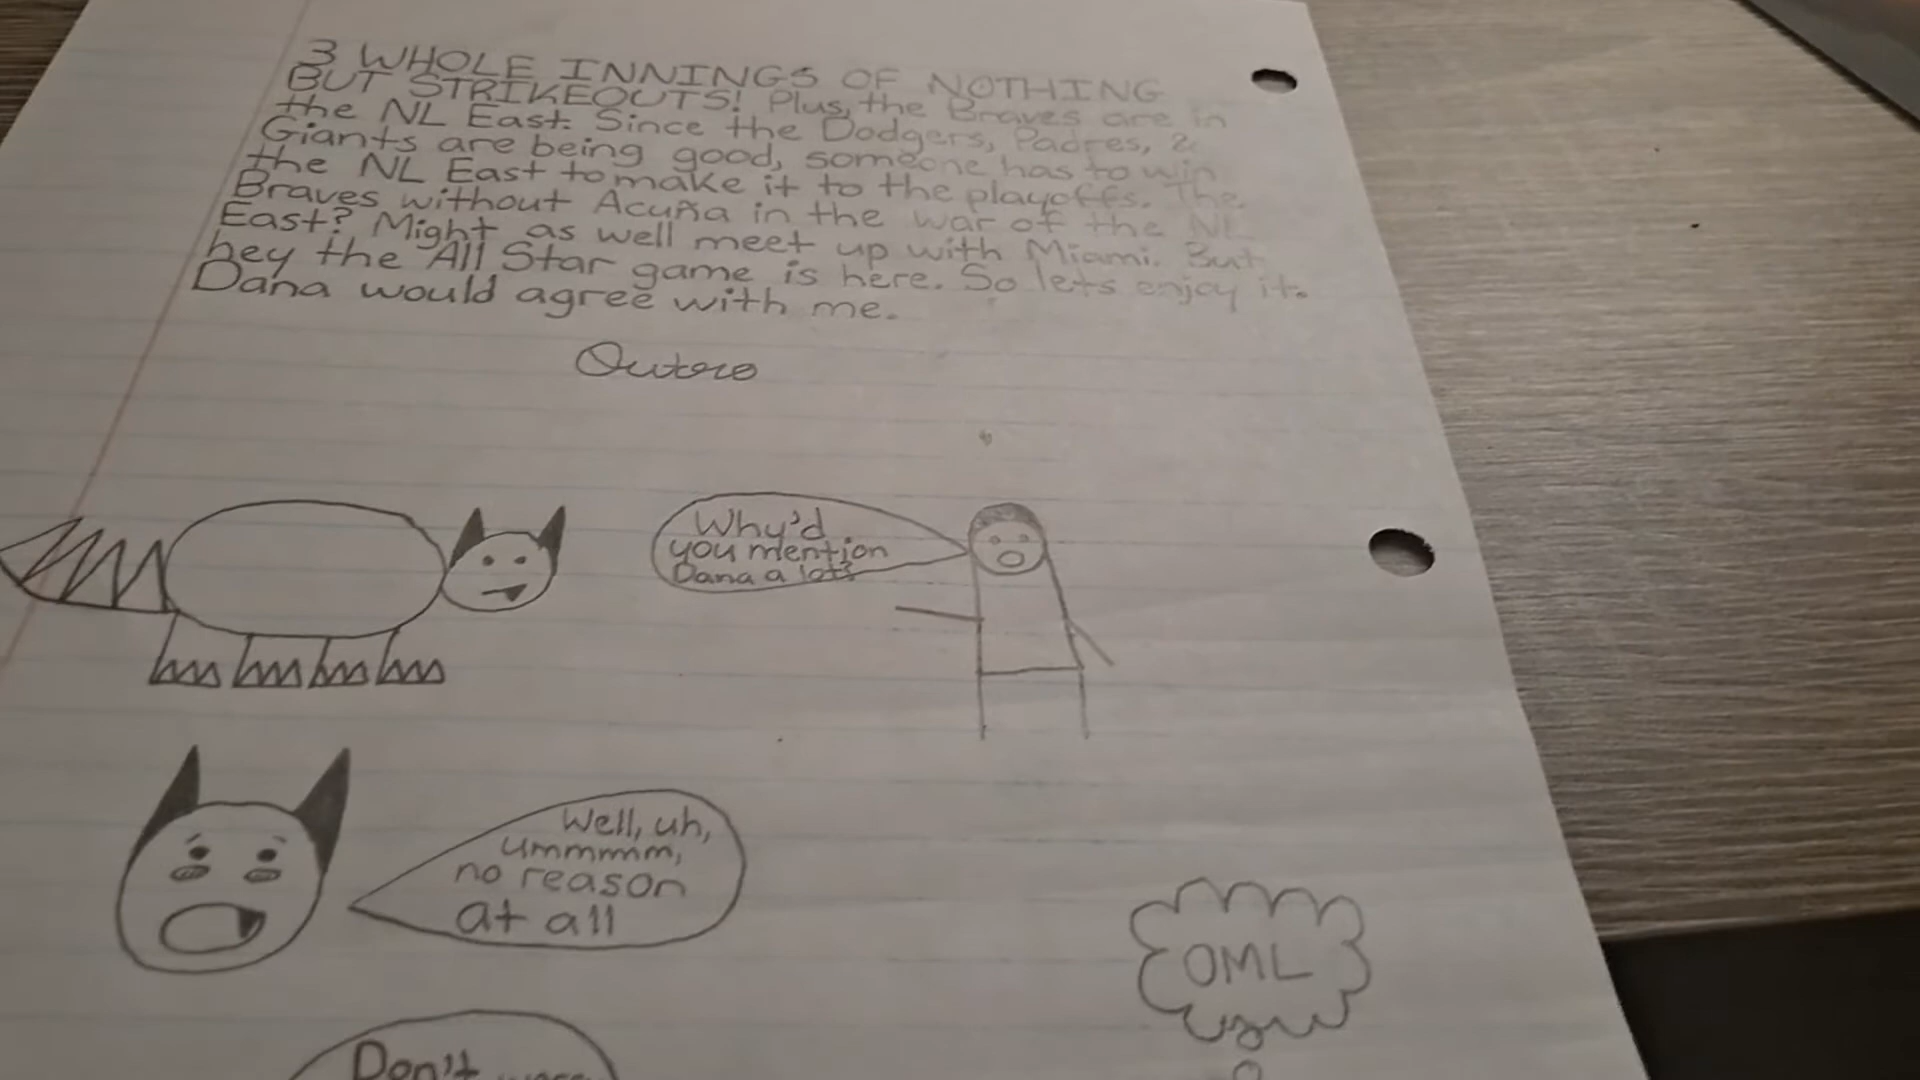 3 WHOLE INNINGS OF NOTHING
BUT STRIKEOUTS! Plus, the Braves are in
the NL East. Since the Dodgers, Padres, &
Giants are being good, someone has to win
the NL East to make it to the playoffs. The
Braves without Acuña in the war of the NL
East? Might as well meet up with Miami. But
hey the All Star game is here. So lets enjoy it.
Dana would agree with me.
Outro
Why'd
you mention
Dana a lot?
Well, uh,
ummmmm,
no reason
at all
OML
Don't